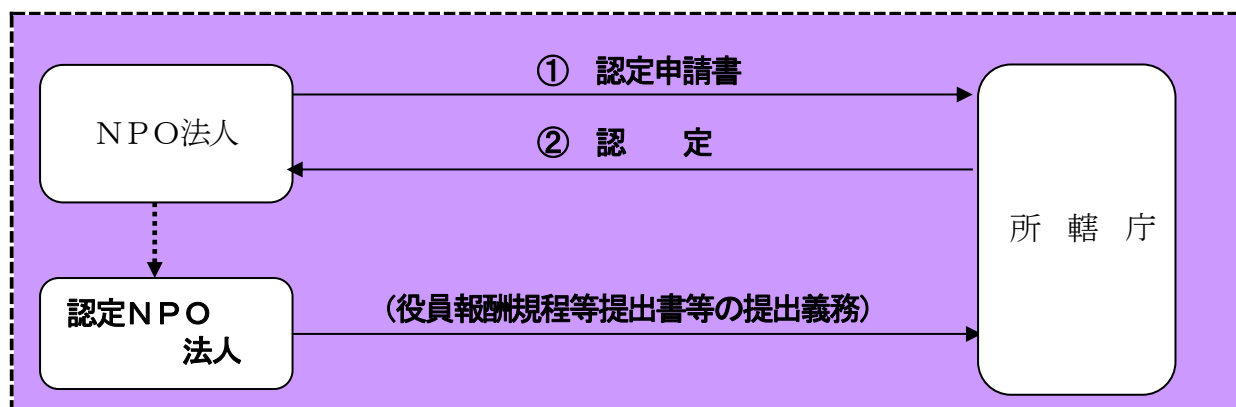 ① 認定申請書
ＮＰＯ法人
② 認　　定
所　轄　庁
認定ＮＰＯ
法人
（役員報酬規程等提出書等の提出義務）